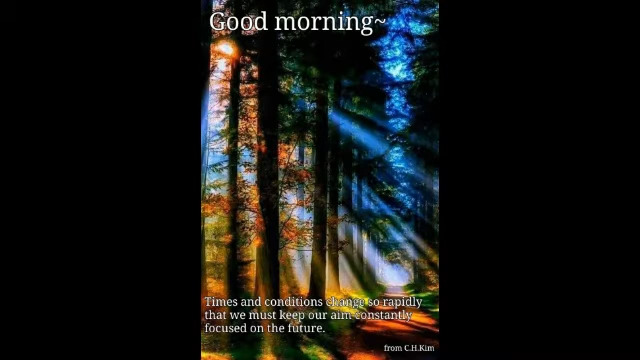 Good morning~
Times and conditions change so rapidly
that we must keep our aim constantly
focused on the future.
from C.H.Kim